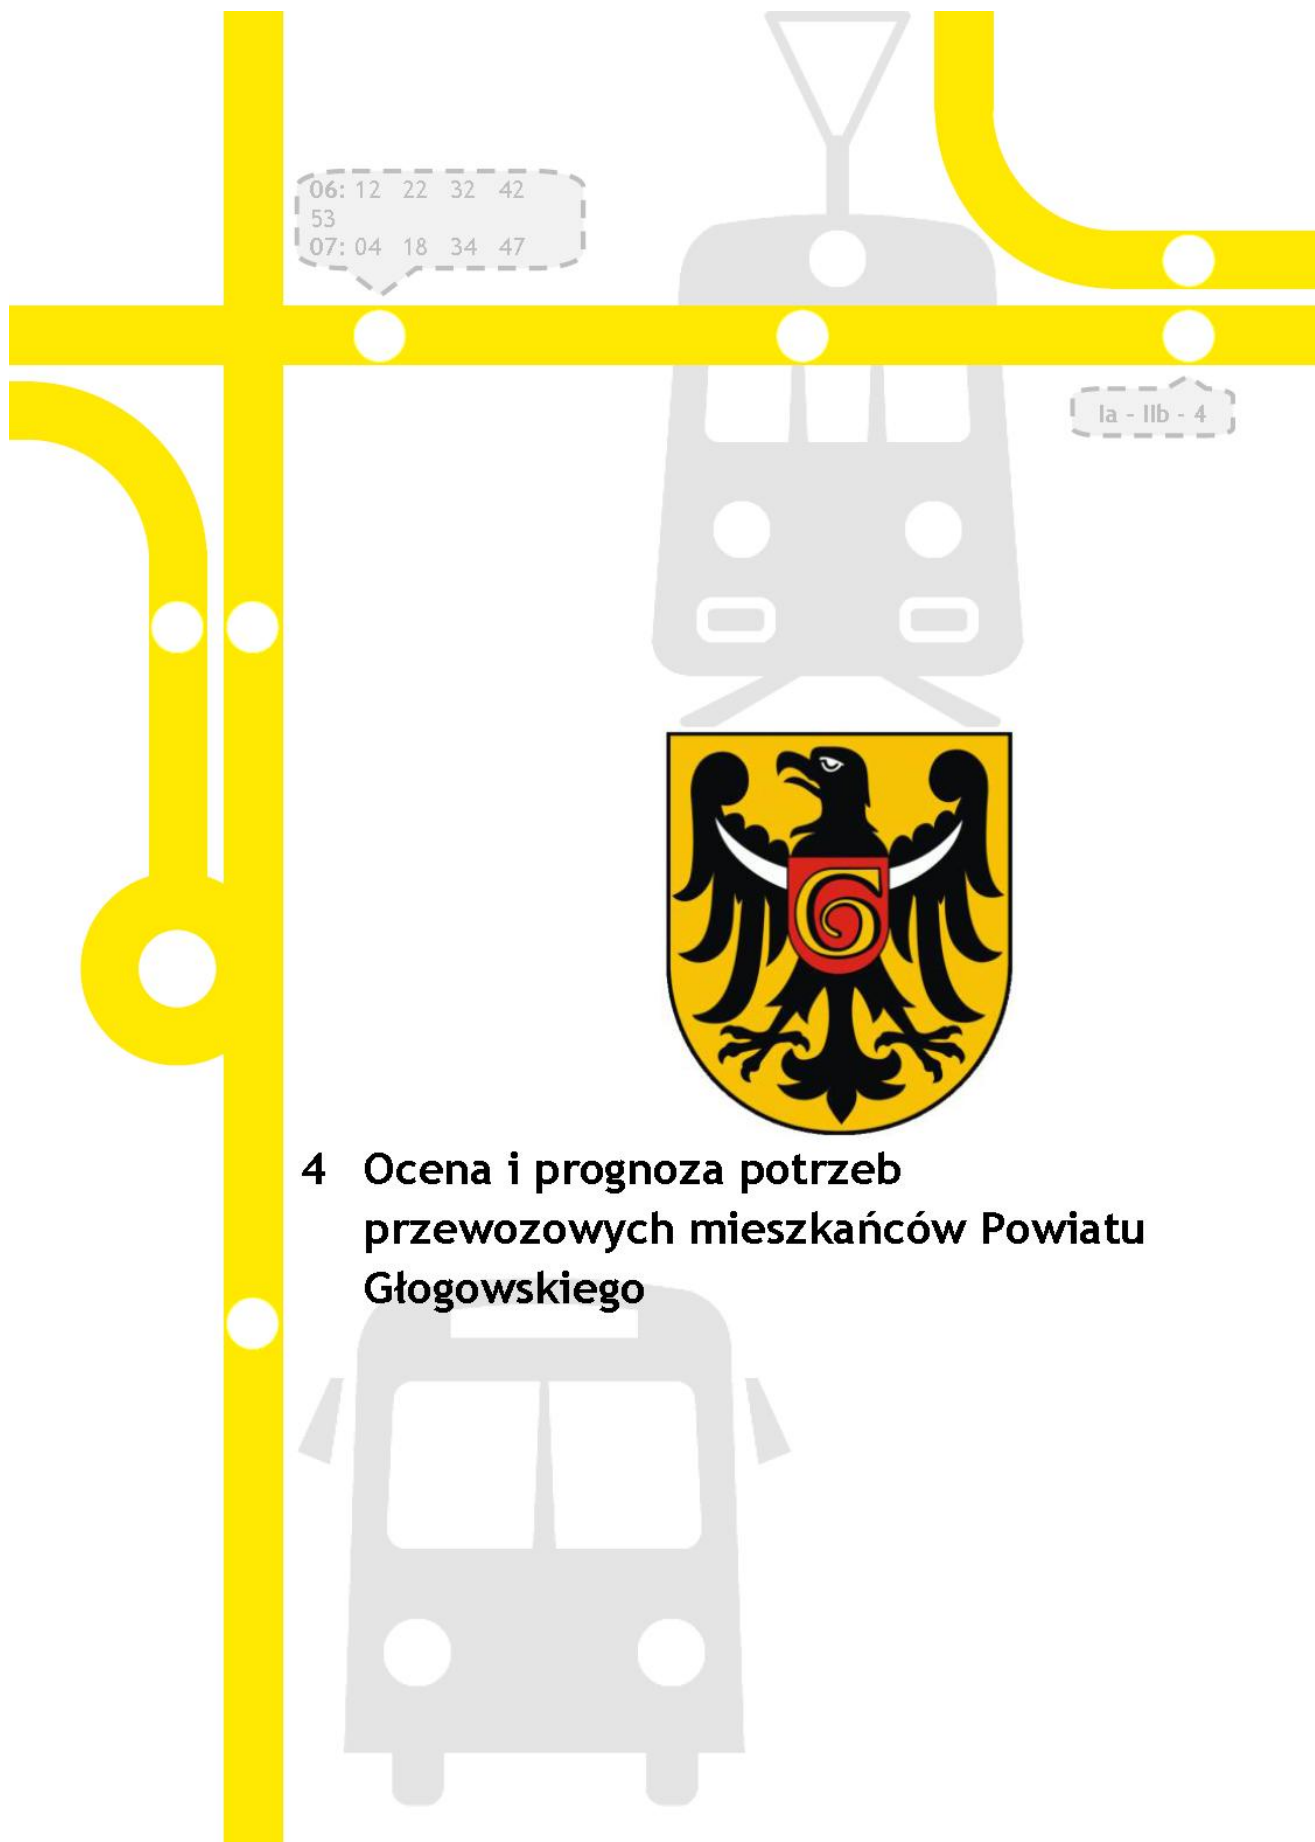 06: 12 22 32 42
53
07: 04 18 34 47
Ia - IIb - 4
G
4 Ocena i prognoza potrzeb
przewozowych mieszkańców Powiatu
Głogowskiego